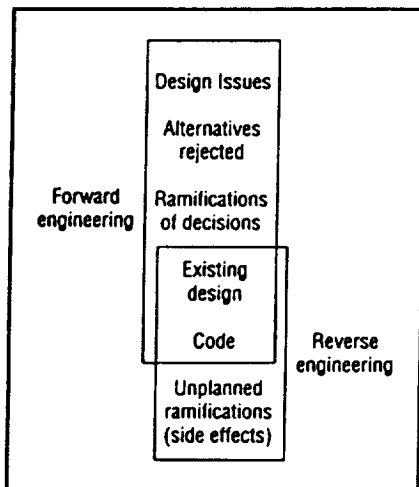 Design Issues
Alternatives
rejected
Forward
engineering
Ramifications
of decisions
Existing
design
Code
Reverse
engineering
Unplanned
ramifications
(side effects)